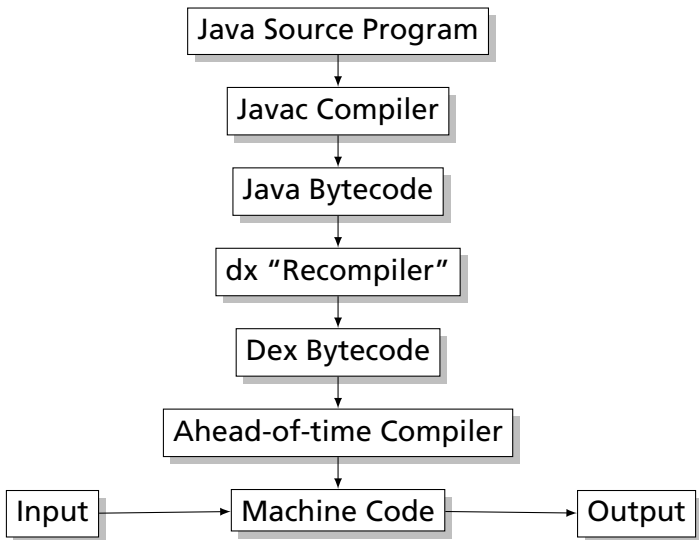 Java Source Program
Javac Compiler
Java Bytecode
dx “Recompiler”
Dex Bytecode
Ahead-of-time Compiler
Input
Machine Code
Output